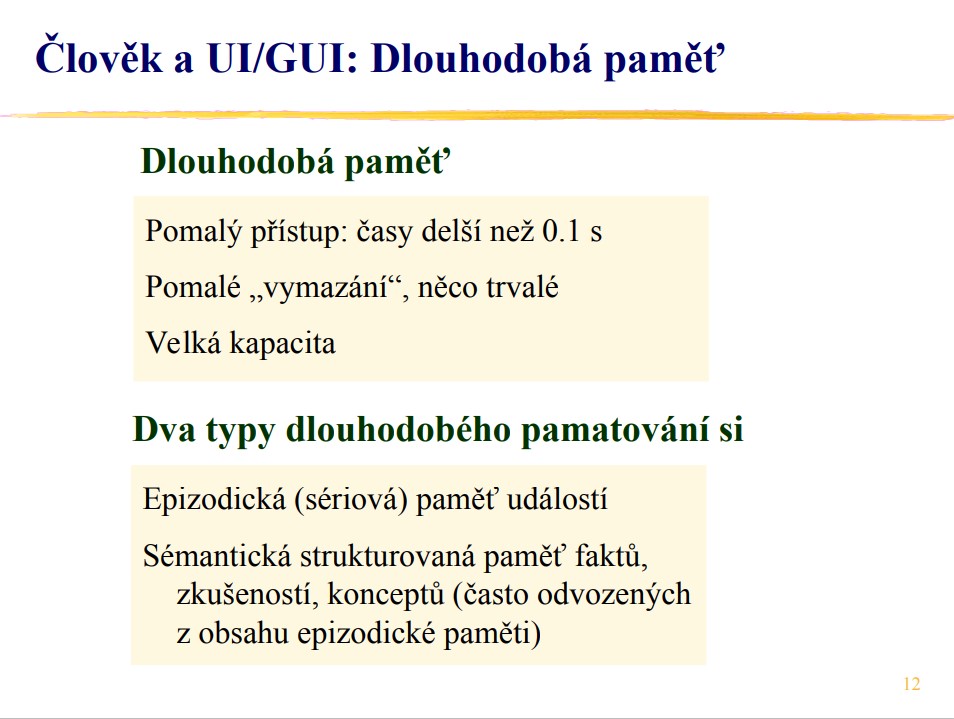 Člověk a UI/GUI: Dlouhodobá paměť
Dlouhodobá paměť
Pomalý přístup: časy delší než 0.1 s
Pomalé „vymazání“, něco trvalé
Velká kapacita
Dva typy dlouhodobého pamatování si
Epizodická (sériová) paměť událostí
Sémantická strukturovaná paměť faktů,
zkušeností, konceptů (často odvozených
z obsahu epizodické paměti)
12